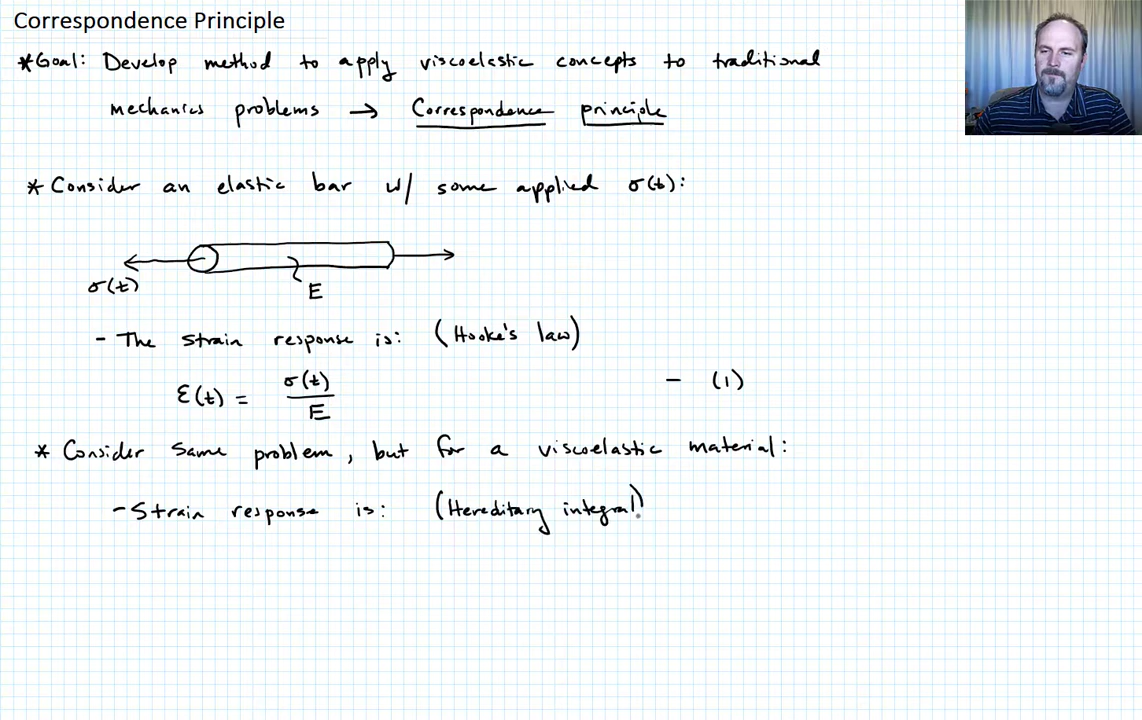 Correspondence Principle
*Goal: Develop method to apply viscoelastic concepts to traditional
mechanics problems → Correspondence principle
* Consider an elastic bar w/ some applied σ(t):
σ(t)
E
- The strain response is: (Hooke's law)
ε(t) = σ(t)/E - (1)
* Consider same problem, but for a viscoelastic material:
- Strain response is: (Hereditary integral)